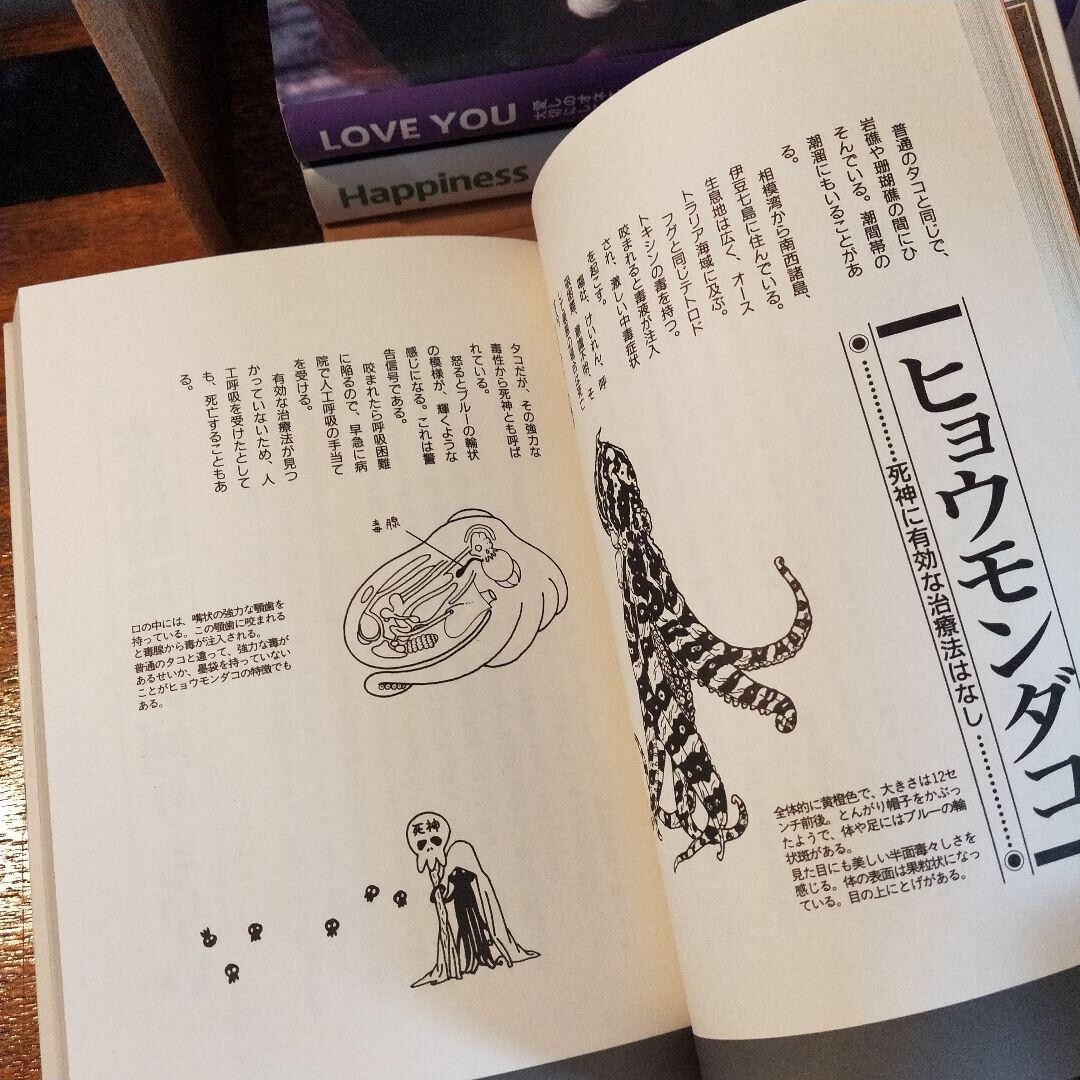 LOVE YOU
Happiness
ヒョウモンダコ
死神に有効な治療法はなし
普通のタコと同じで、
岩礁や珊瑚礁の間にひ
そんでいる。潮間帯の
潮溜にもいることがあ
る。
相模湾から南西諸島、
伊豆七島に住んでいる。
生息地は広く、オース
トラリア海域に及ぶ。
フグと同じテトロド
トキシンの毒を持つ。
咬まれると毒液が注入
され、激しい中毒症状
を起こす。
嘔吐、けいれん、呼
全体的に黄橙色で、大きさは12セ
ンチ前後。とんがり帽子をかぶっ
たようで、体や足にはブルーの輪
状斑がある。
見た目にも美しい半面毒々しさを
感じる。体の表面は果粒状になっ
ている。目の上にとげがある。
タコだが、その強力な
毒性から死神とも呼ば
れている。
怒るとブルーの輪状
の模様が、輝くような
感じになる。これは警
告信号である。
咬まれたら呼吸困難
に陥るので、早急に病
院で人工呼吸の手当て
を受ける。
有効な治療法が見つ
かっていないため、人
工呼吸を受けたとして
も、死亡することもあ
る。
毒腺
口の中には、嘴状の強力な顎歯を
持っている。この顎歯に咬まれる
と毒腺から毒が注入される。
普通のタコと違って、強力な毒が
あるせいか、墨袋を持っていない
ことがヒョウモンダコの特徴でも
ある。
死神